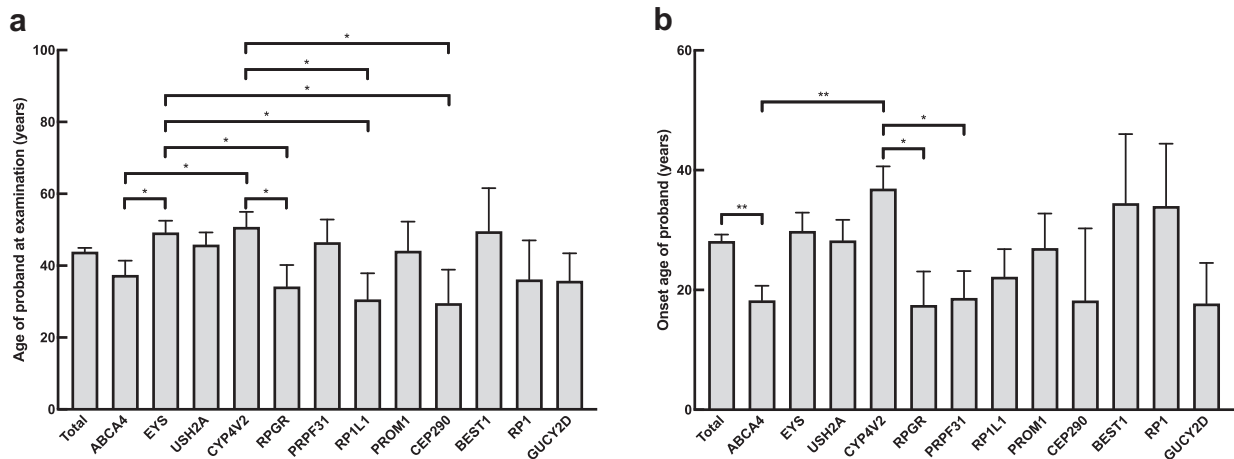 a
Age of proband at examination (years)
100
80
60
40
20
0
*
*
*
*
*
*
*
*
Total
ABCA4
EYS
USH2A
CYP4V2
RPGR
PRPF31
RP1L1
PROM1
CEP290
BEST1
RP1
GUCY2D
b
Onset age of proband (years)
60
40
20
0
**
*
*
**
Total
ABCA4
EYS
USH2A
CYP4V2
RPGR
PRPF31
RP1L1
PROM1
CEP290
BEST1
RP1
GUCY2D